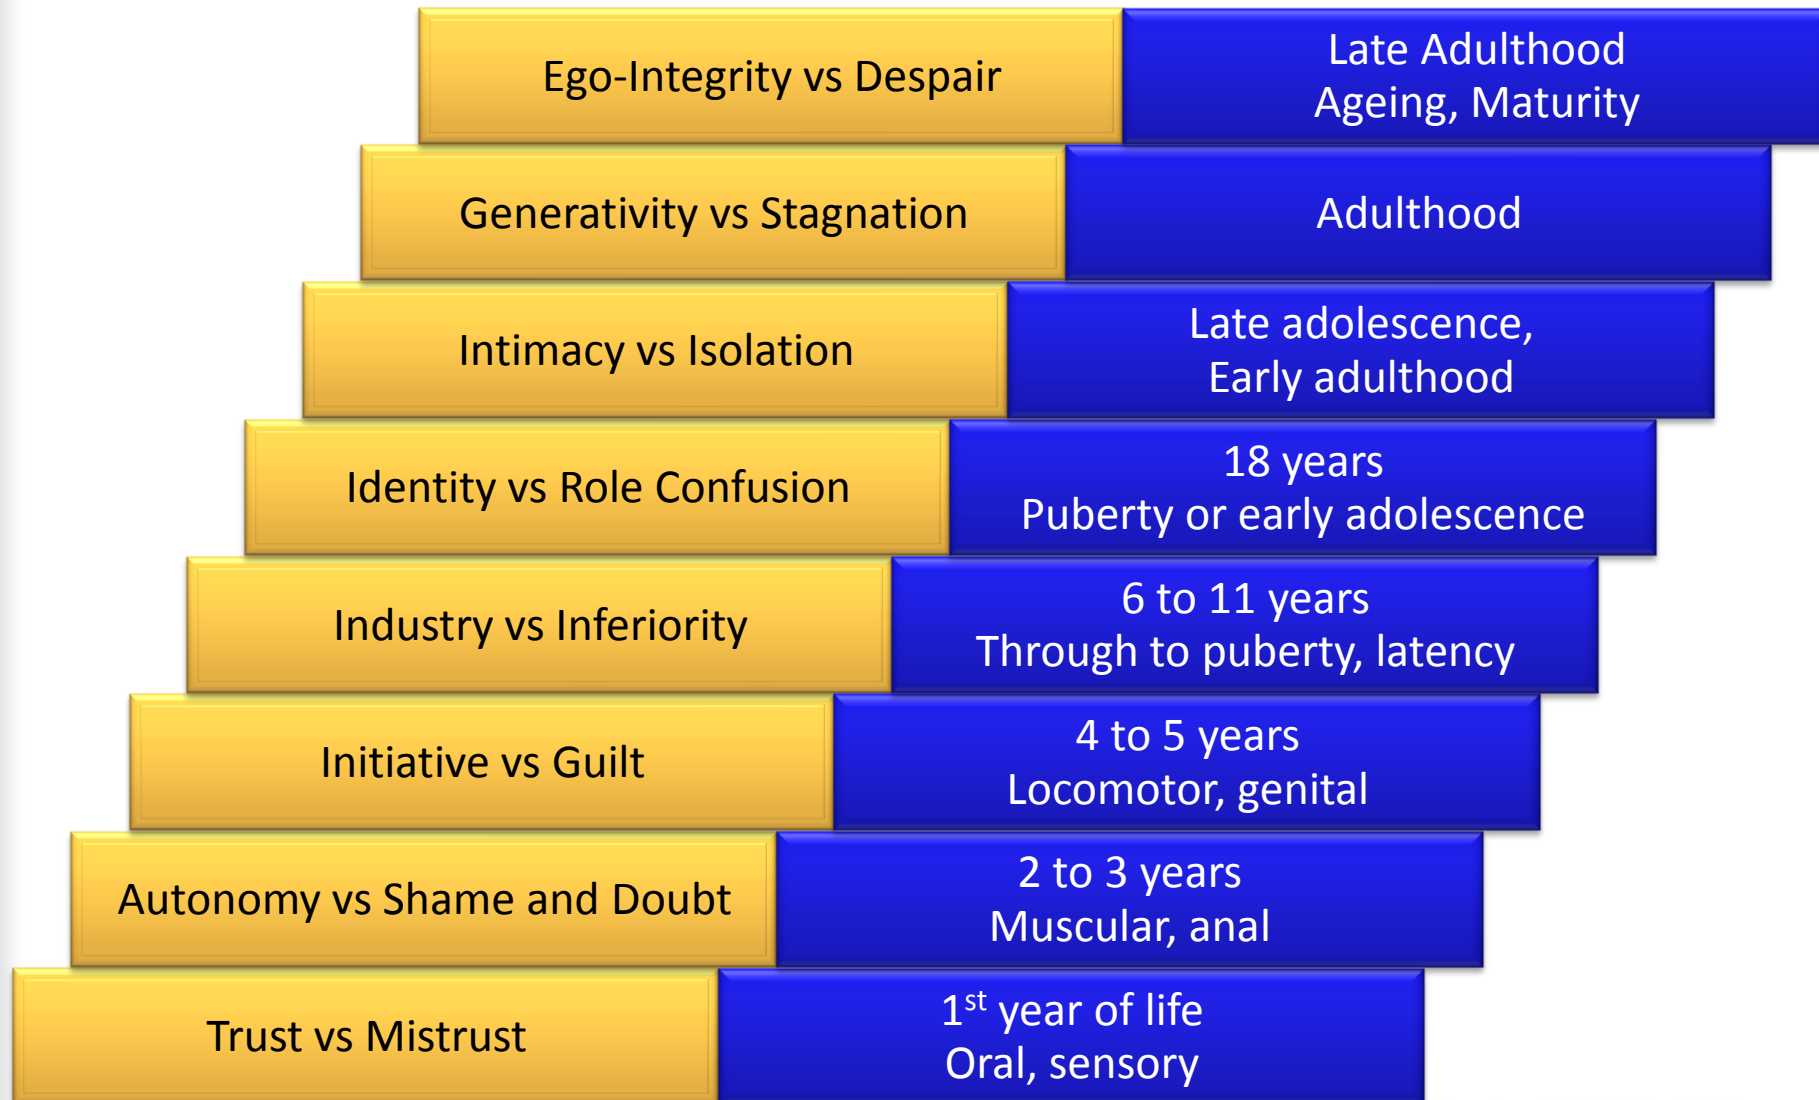 Ego-Integrity vs Despair
Late Adulthood
Ageing, Maturity
Generativity vs Stagnation
Adulthood
Intimacy vs Isolation
Late adolescence,
Early adulthood
Identity vs Role Confusion
18 years
Puberty or early adolescence
Industry vs Inferiority
6 to 11 years
Through to puberty, latency
Initiative vs Guilt
4 to 5 years
Locomotor, genital
Autonomy vs Shame and Doubt
2 to 3 years
Muscular, anal
Trust vs Mistrust
1st year of life
Oral, sensory